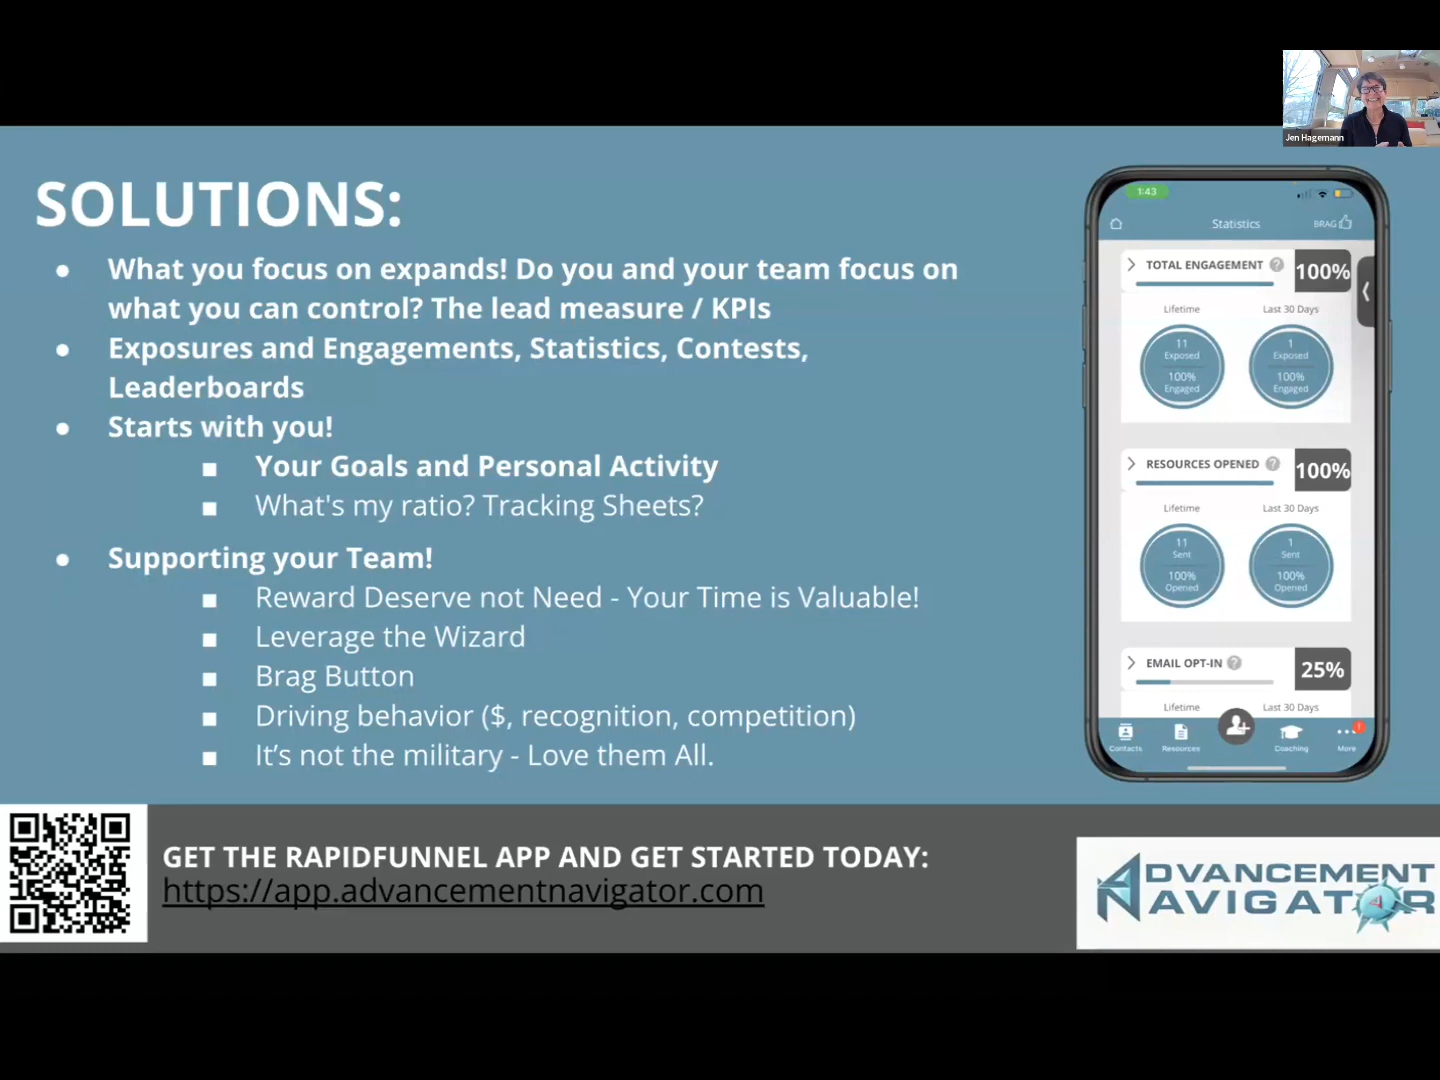 Jen Hagemann
SOLUTIONS:
● What you focus on expands! Do you and your team focus on
what you can control? The lead measure / KPIs
● Exposures and Engagements, Statistics, Contests,
Leaderboards
● Starts with you!
■ Your Goals and Personal Activity
■ What's my ratio? Tracking Sheets?
● Supporting your Team!
■ Reward Deserve not Need - Your Time is Valuable!
■ Leverage the Wizard
■ Brag Button
■ Driving behavior ($, recognition, competition)
■ It’s not the military - Love them All.
1:43
Statistics BRAG
TOTAL ENGAGEMENT ? 100%
Lifetime Last 30 Days
11 1
Exposed Exposed
100% 100%
Engaged Engaged
RESOURCES OPENED ? 100%
Lifetime Last 30 Days
11 1
Sent Sent
100% 100%
Opened Opened
EMAIL OPT-IN ? 25%
Lifetime Last 30 Days
Contacts Resources Coaching More
GET THE RAPIDFUNNEL APP AND GET STARTED TODAY:
https://app.advancementnavigator.com
ADVANCEMENT
NAVIGATOR